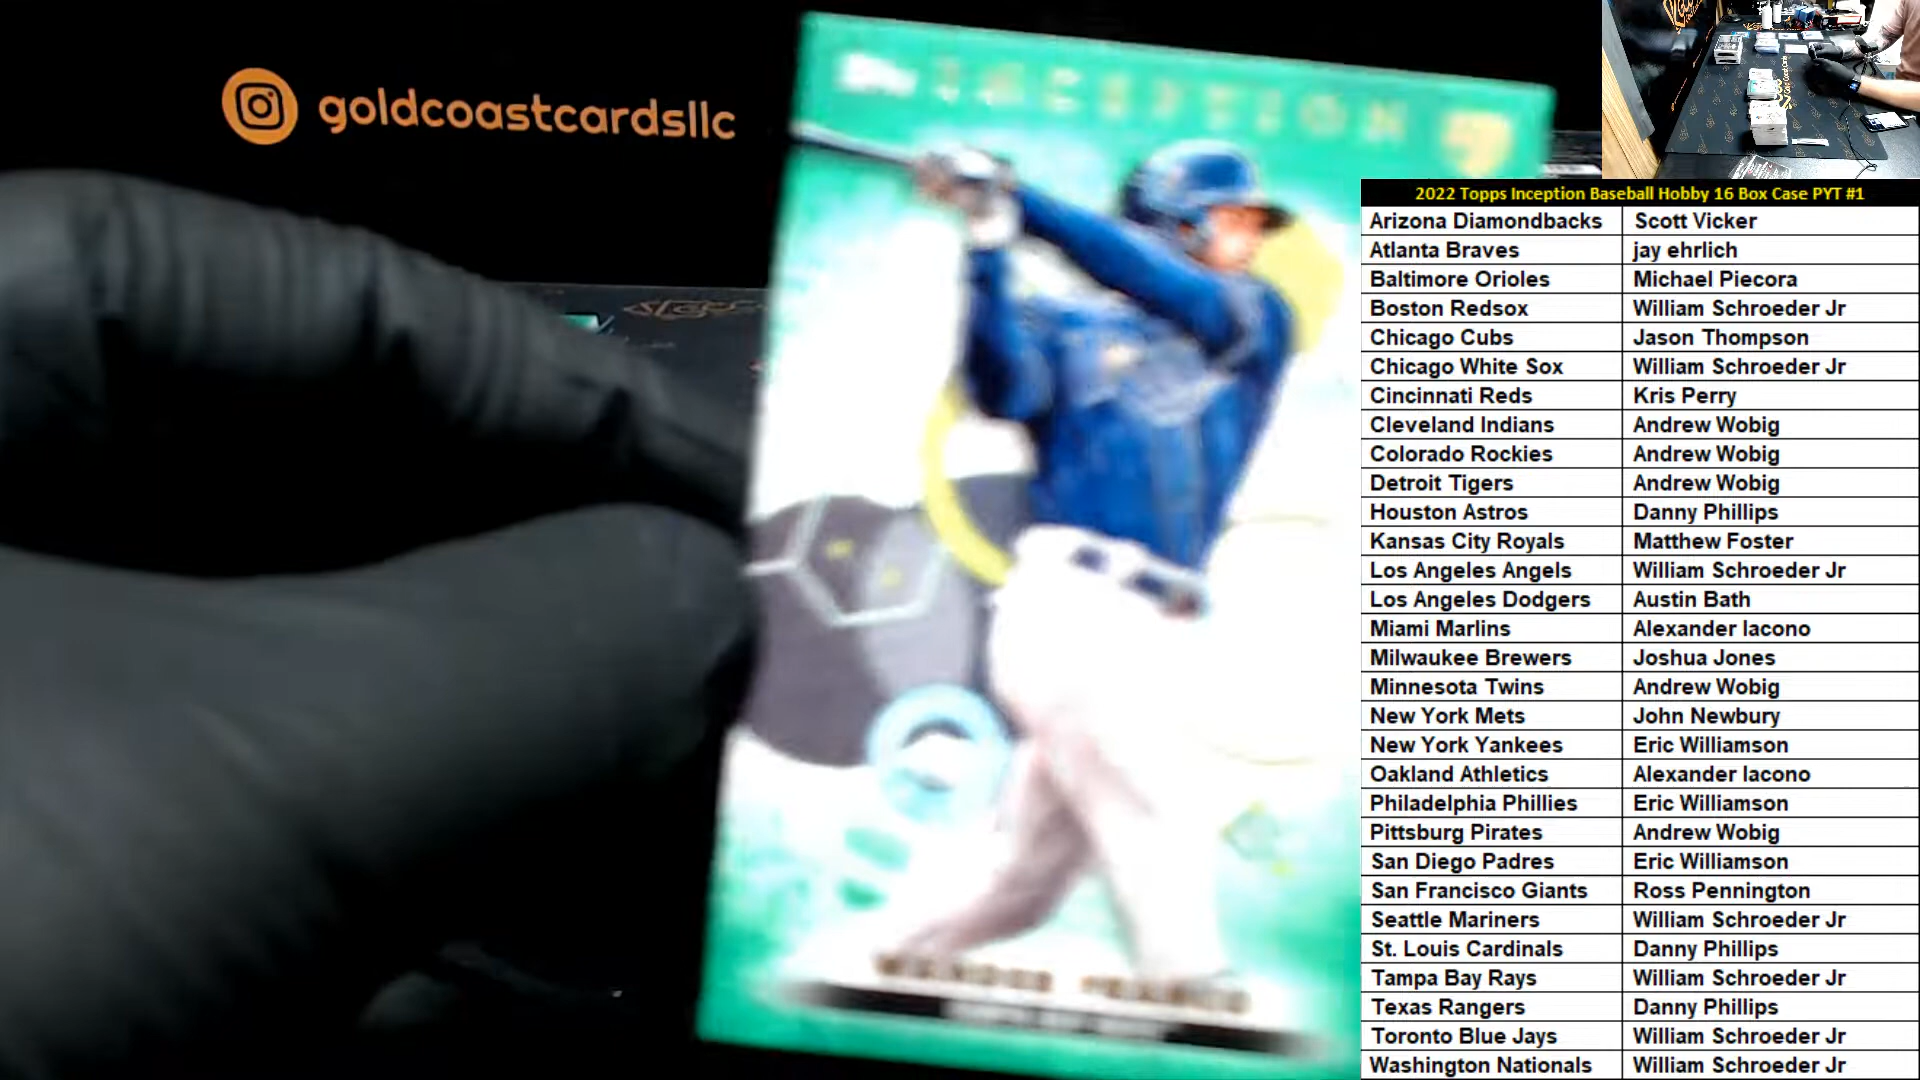 goldcoastcardsllc
INCEPTION
WANDER FRANCO
2022 Topps Inception Baseball Hobby 16 Box Case PYT #1
Arizona Diamondbacks Scott Vicker
Atlanta Braves jay ehrlich
Baltimore Orioles Michael Piecora
Boston Redsox William Schroeder Jr
Chicago Cubs Jason Thompson
Chicago White Sox William Schroeder Jr
Cincinnati Reds Kris Perry
Cleveland Indians Andrew Wobig
Colorado Rockies Andrew Wobig
Detroit Tigers Andrew Wobig
Houston Astros Danny Phillips
Kansas City Royals Matthew Foster
Los Angeles Angels William Schroeder Jr
Los Angeles Dodgers Austin Bath
Miami Marlins Alexander Iacono
Milwaukee Brewers Joshua Jones
Minnesota Twins Andrew Wobig
New York Mets John Newbury
New York Yankees Eric Williamson
Oakland Athletics Alexander Iacono
Philadelphia Phillies Eric Williamson
Pittsburg Pirates Andrew Wobig
San Diego Padres Eric Williamson
San Francisco Giants Ross Pennington
Seattle Mariners William Schroeder Jr
St. Louis Cardinals Danny Phillips
Tampa Bay Rays William Schroeder Jr
Texas Rangers Danny Phillips
Toronto Blue Jays William Schroeder Jr
Washington Nationals William Schroeder Jr